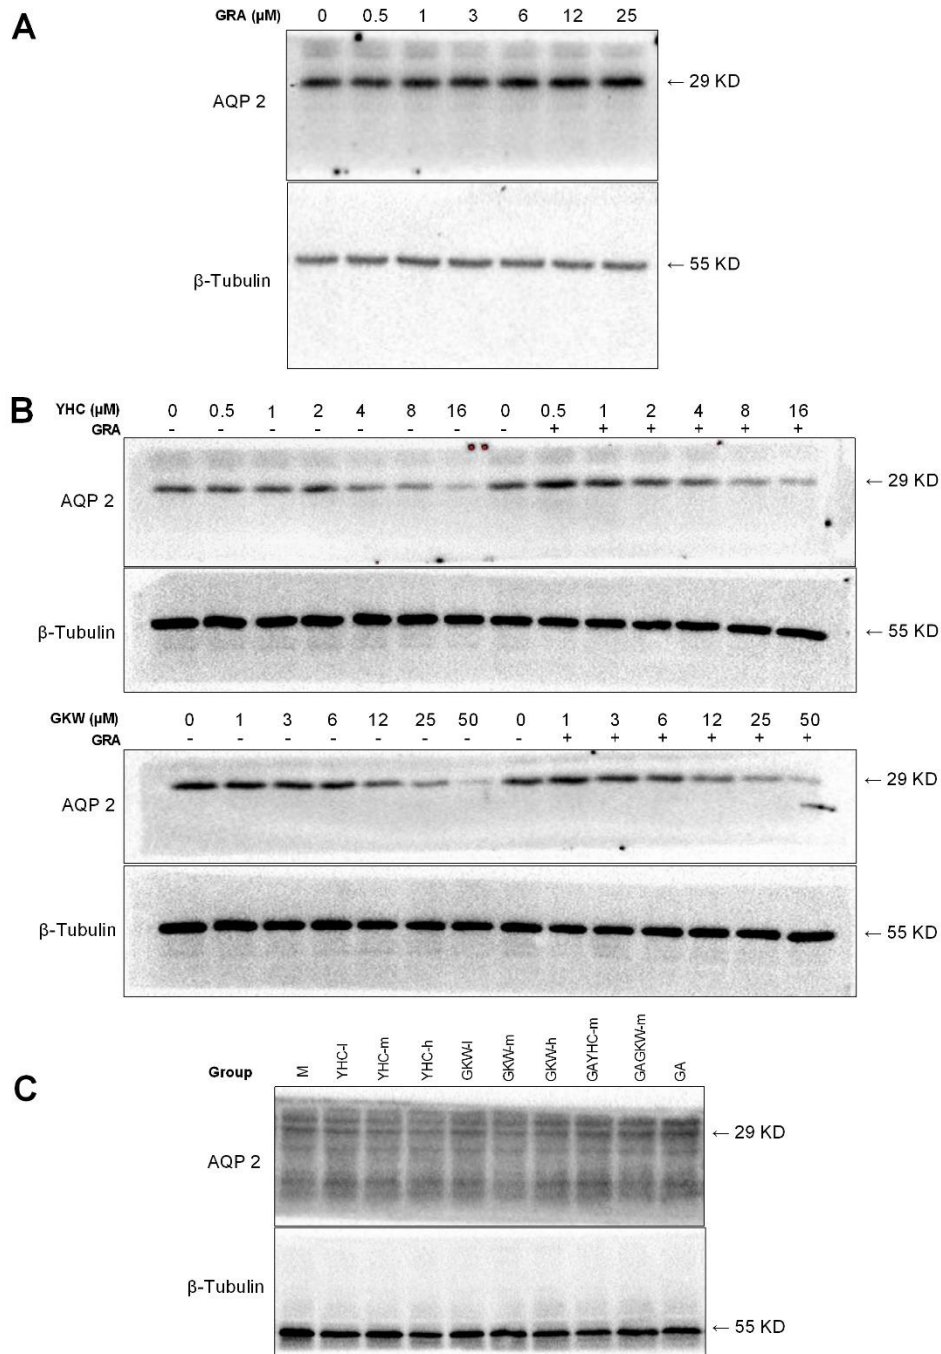 A
GRA (µM) 0 0.5 1 3 6 12 25
AQP 2
← 29 KD
β-Tubulin
← 55 KD
B
YHC (µM) 0 0.5 1 2 4 8 16 0 0.5 1 2 4 8 16
GRA - - - - - - - - + + + + + +
AQP 2
← 29 KD
β-Tubulin
← 55 KD
GKW (µM) 0 1 3 6 12 25 50 0 1 3 6 12 25 50
GRA - - - - - - - - + + + + + +
AQP 2
← 29 KD
β-Tubulin
← 55 KD
C
Group M YHC-l YHC-m YHC-h GKW-l GKW-m GKW-h GAYHC-m GAGKW-m GA
AQP 2
← 29 KD
β-Tubulin
← 55 KD